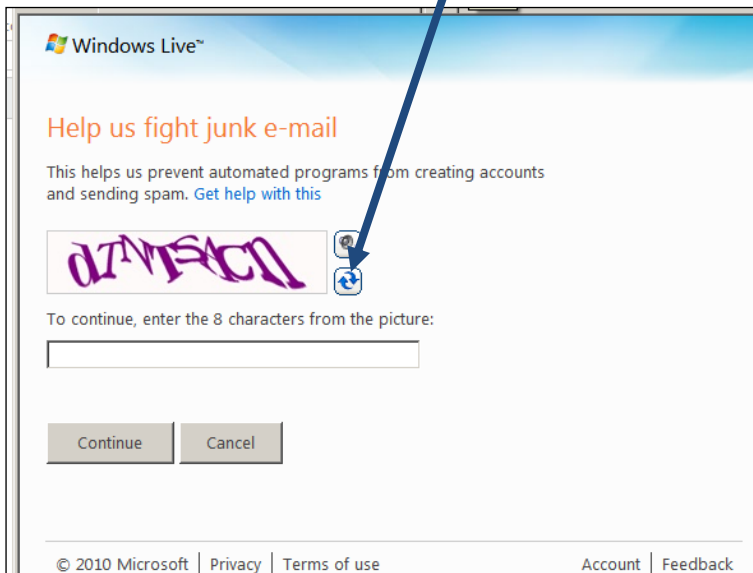 Windows Live™
Help us fight junk e-mail
This helps us prevent automated programs from creating accounts
and sending spam. Get help with this
To continue, enter the 8 characters from the picture:
Continue Cancel
© 2010 Microsoft | Privacy | Terms of use Account | Feedback